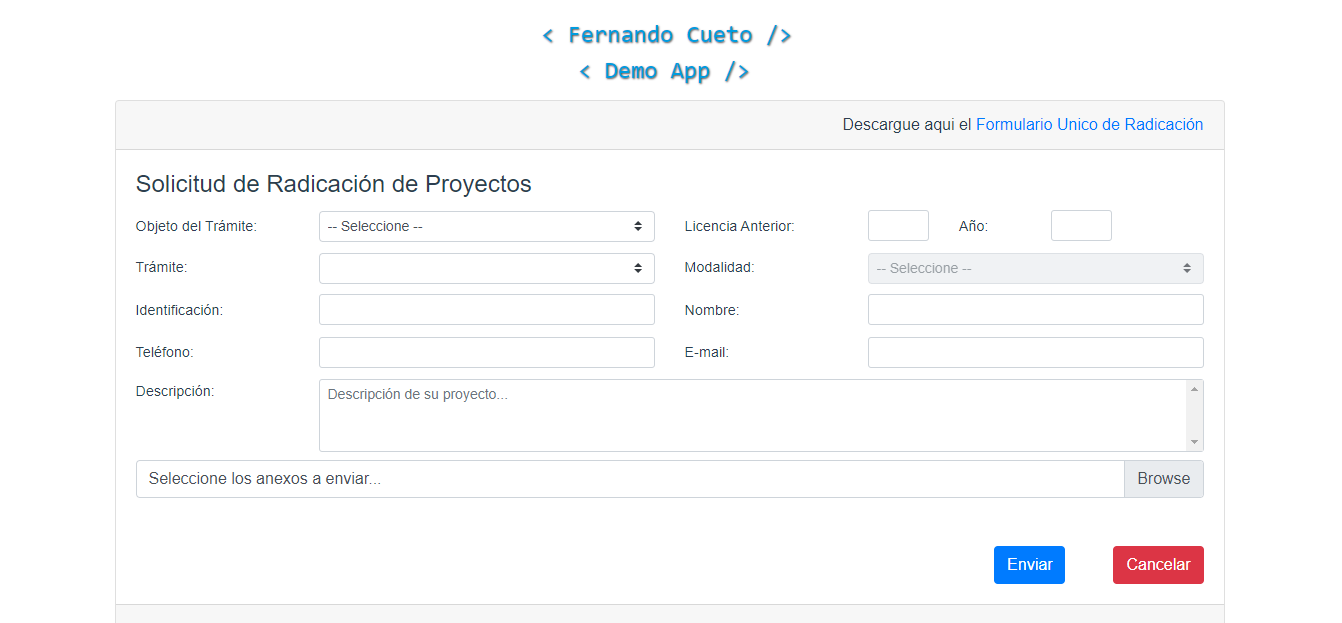 < Fernando Cueto />
< Demo App />
Descargue aqui el Formulario Unico de Radicación
Solicitud de Radicación de Proyectos
Objeto del Trámite: -- Seleccione -- Licencia Anterior: Año:
Trámite: Modalidad: -- Seleccione --
Identificación: Nombre:
Teléfono: E-mail:
Descripción: Descripción de su proyecto...
Seleccione los anexos a enviar... Browse
Enviar Cancelar